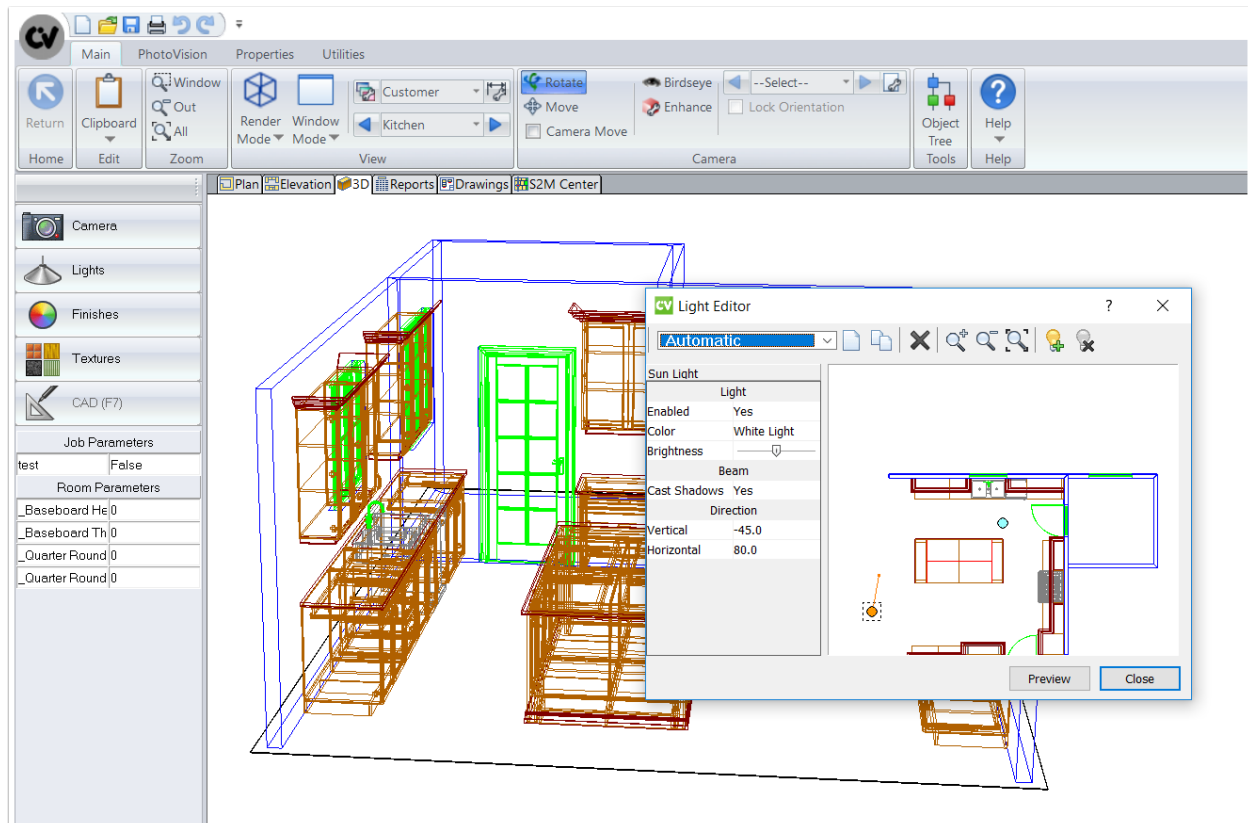 CV
Main PhotoVision Properties Utilities
Return
Home
Clipboard
Edit
Window
Out
All
Zoom
Render Mode
Window Mode
Customer
Kitchen
View
Rotate
Move
Camera Move
Birdseye
Enhance
--Select--
Lock Orientation
Camera
Object Tree
Tools
Help
Help
Plan Elevation 3D Reports Drawings S2M Center
Camera
Lights
Finishes
Textures
CAD (F7)
Job Parameters
test False
Room Parameters
_Baseboard He 0
_Baseboard Th 0
_Quarter Round 0
_Quarter Round 0
CV Light Editor ?
Automatic
Sun Light
Light
Enabled Yes
Color White Light
Brightness
Beam
Cast Shadows Yes
Direction
Vertical -45.0
Horizontal 80.0
Preview Close